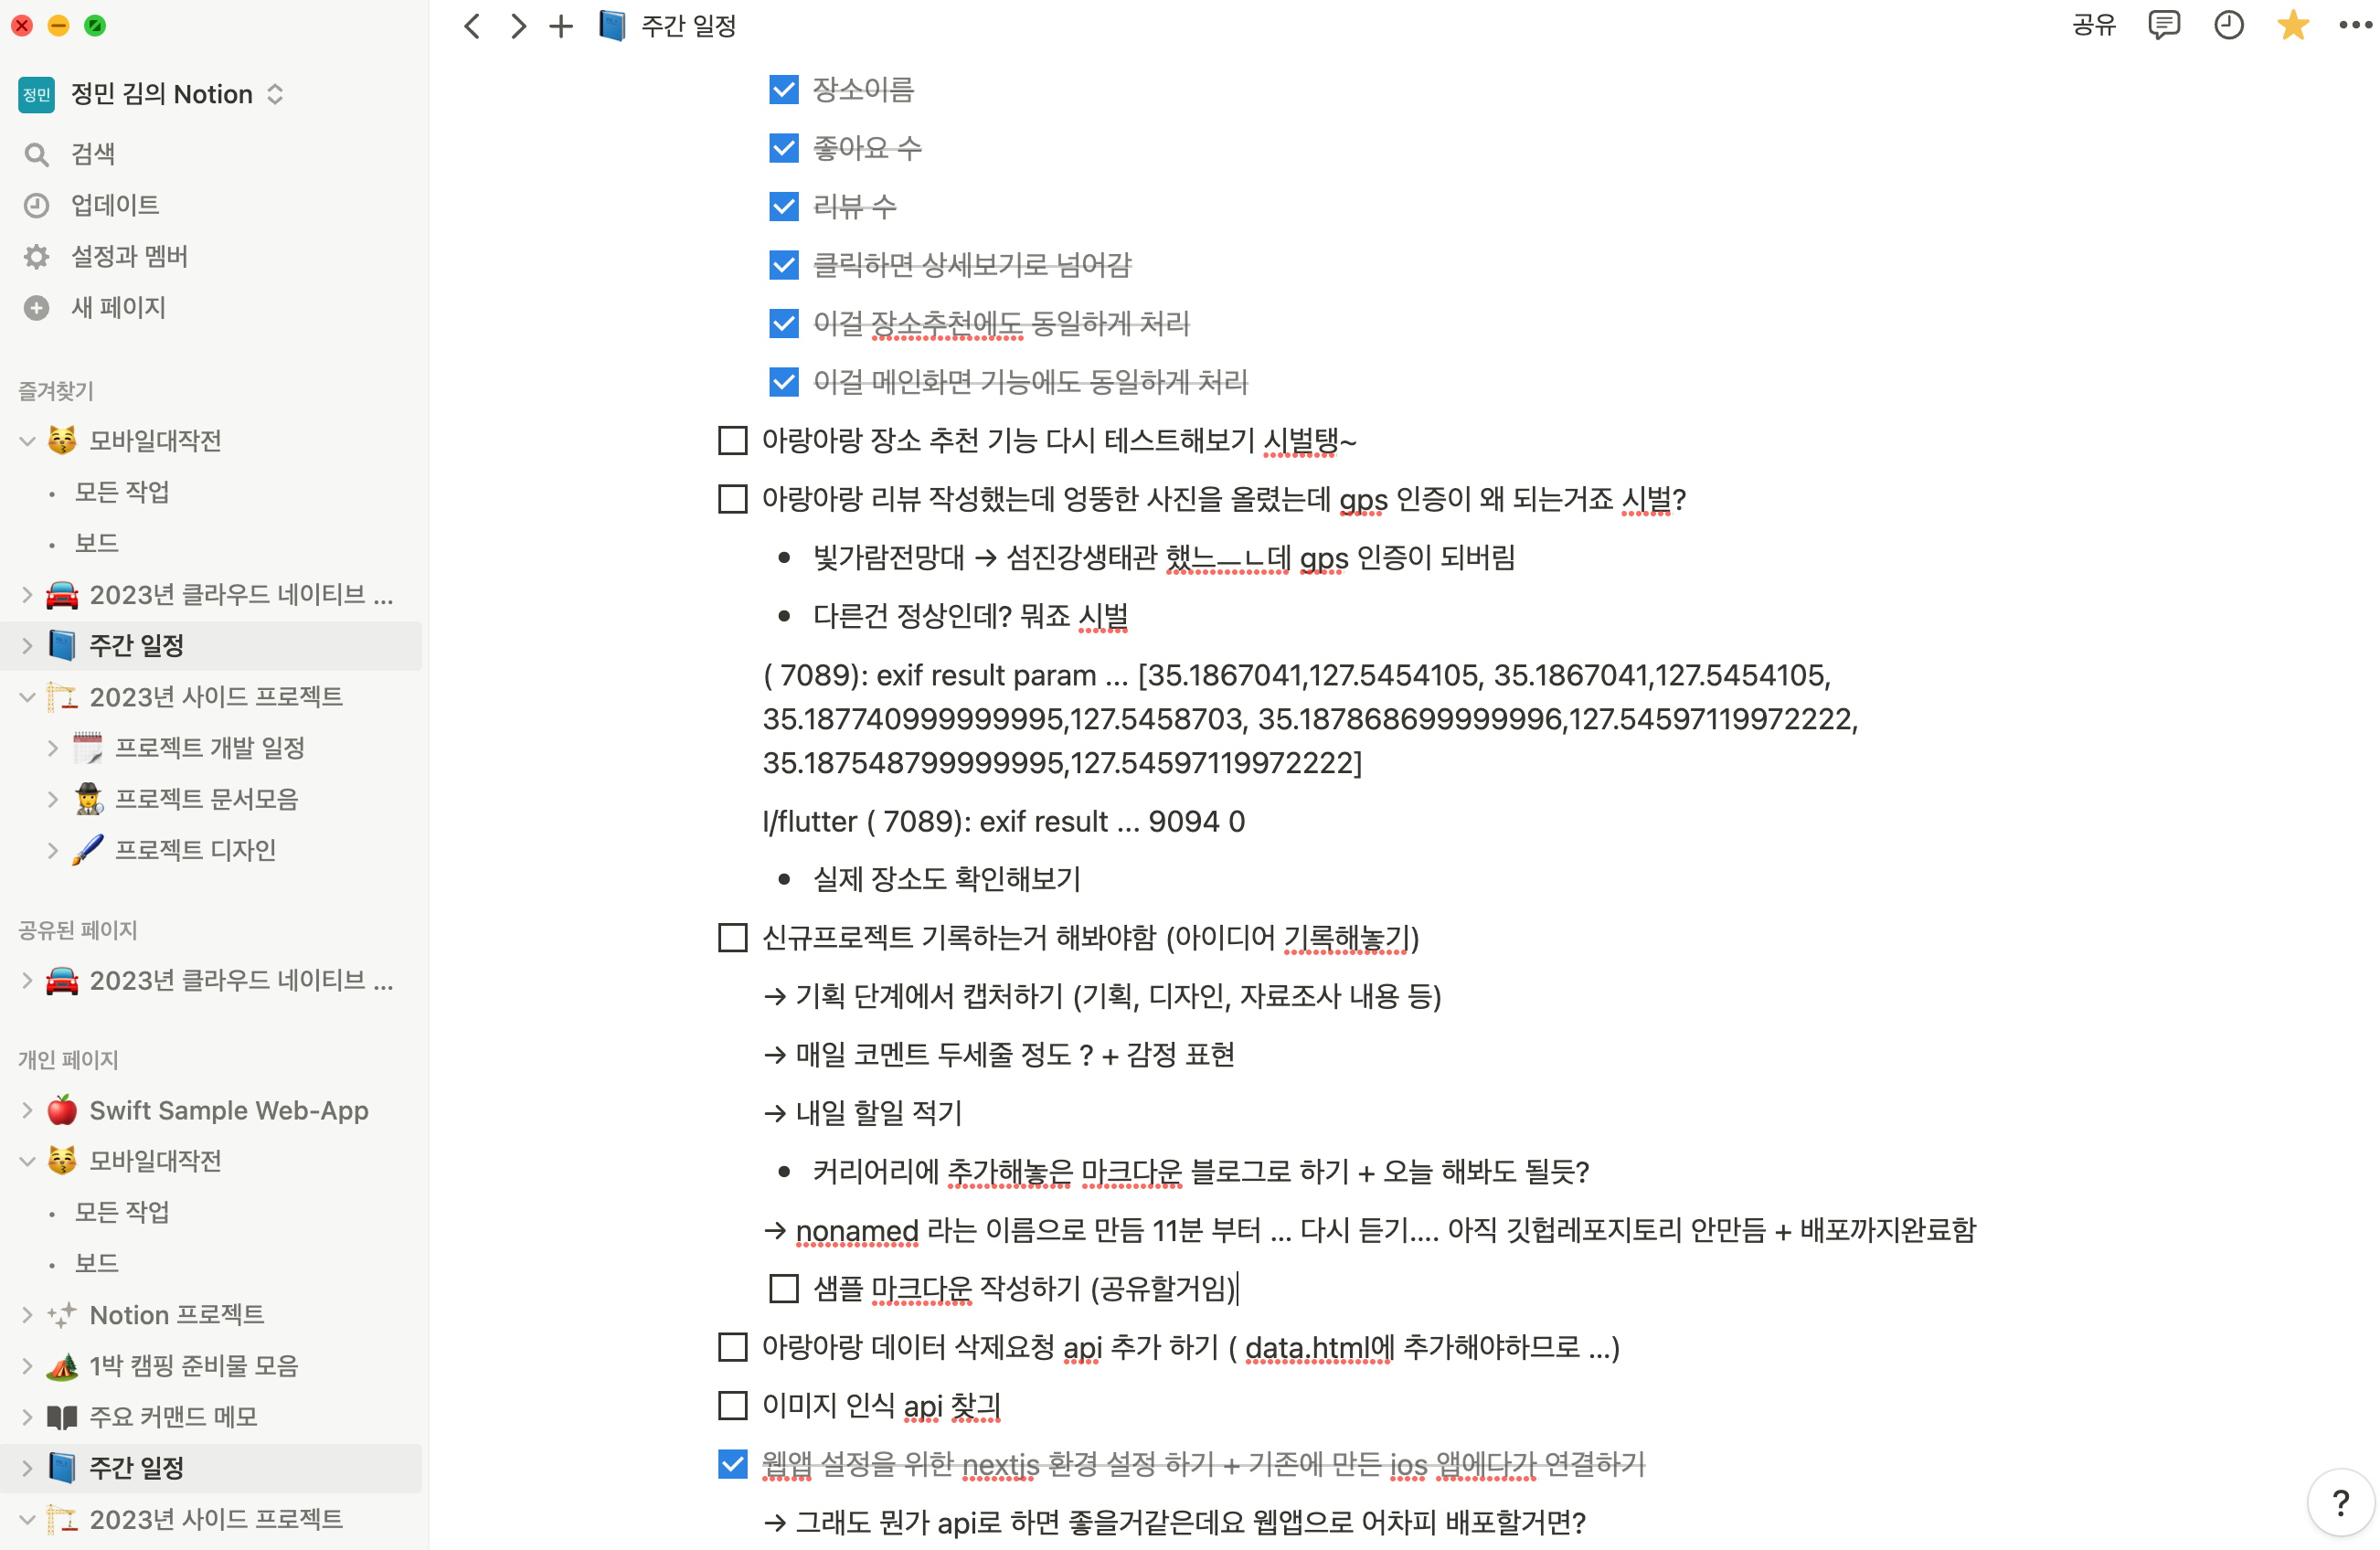 정민
정민 김의 Notion
검색
업데이트
설정과 멤버
새 페이지
즐겨찾기
모바일대작전
모든 작업
보드
2023년 클라우드 네이티브 ...
주간 일정
2023년 사이드 프로젝트
프로젝트 개발 일정
프로젝트 문서모음
프로젝트 디자인
공유된 페이지
2023년 클라우드 네이티브 ...
개인 페이지
Swift Sample Web-App
모바일대작전
모든 작업
보드
Notion 프로젝트
1박 캠핑 준비물 모음
주요 커맨드 메모
주간 일정
2023년 사이드 프로젝트
주간 일정
공유
장소이름
좋아요 수
리뷰 수
클릭하면 상세보기로 넘어감
이걸 장소추천에도 동일하게 처리
이걸 메인화면 기능에도 동일하게 처리
아랑아랑 장소 추천 기능 다시 테스트해보기 시벌탱~
아랑아랑 리뷰 작성했는데 엉뚱한 사진을 올렸는데 gps 인증이 왜 되는거죠 시벌?
• 빛가람전망대 → 섬진강생태관 했느ㅡㄴ데 gps 인증이 되버림
• 다른건 정상인데? 뭐죠 시벌
( 7089): exif result param ... [35.1867041,127.5454105, 35.1867041,127.5454105,
35.187740999999995,127.5458703, 35.187868699999996,127.54597119972222,
35.187548799999995,127.54597119972222]
I/flutter ( 7089): exif result ... 9094 0
• 실제 장소도 확인해보기
신규프로젝트 기록하는거 해봐야함 (아이디어 기록해놓기)
→ 기획 단계에서 캡처하기 (기획, 디자인, 자료조사 내용 등)
→ 매일 코멘트 두세줄 정도 ? + 감정 표현
→ 내일 할일 적기
• 커리어리에 추가해놓은 마크다운 블로그로 하기 + 오늘 해봐도 될듯?
→ nonamed 라는 이름으로 만듬 11분 부터 ... 다시 듣기.... 아직 깃헙레포지토리 안만듬 + 배포까지완료함
샘플 마크다운 작성하기 (공유할거임)
아랑아랑 데이터 삭제요청 api 추가 하기 ( data.html에 추가해야하므로 ...)
이미지 인식 api 찾긔
웹앱 설정을 위한 nextjs 환경 설정 하기 + 기존에 만든 ios 앱에다가 연결하기
→ 그래도 뭔가 api로 하면 좋을거같은데요 웹앱으로 어차피 배포할거면?
?